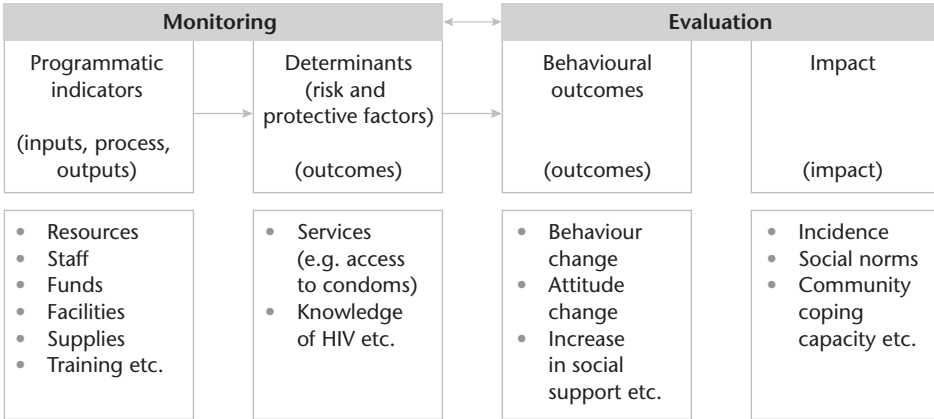 Monitoring
Evaluation
Programmatic
indicators
(inputs, process,
outputs)
Determinants
(risk and
protective factors)
(outcomes)
Behavioural
outcomes
(outcomes)
Impact
(impact)
• Resources
• Staff
• Funds
• Facilities
• Supplies
• Training etc.
• Services
(e.g. access
to condoms)
• Knowledge
of HIV etc.
• Behaviour
change
• Attitude
change
• Increase
in social
support etc.
• Incidence
• Social norms
• Community
coping
capacity etc.